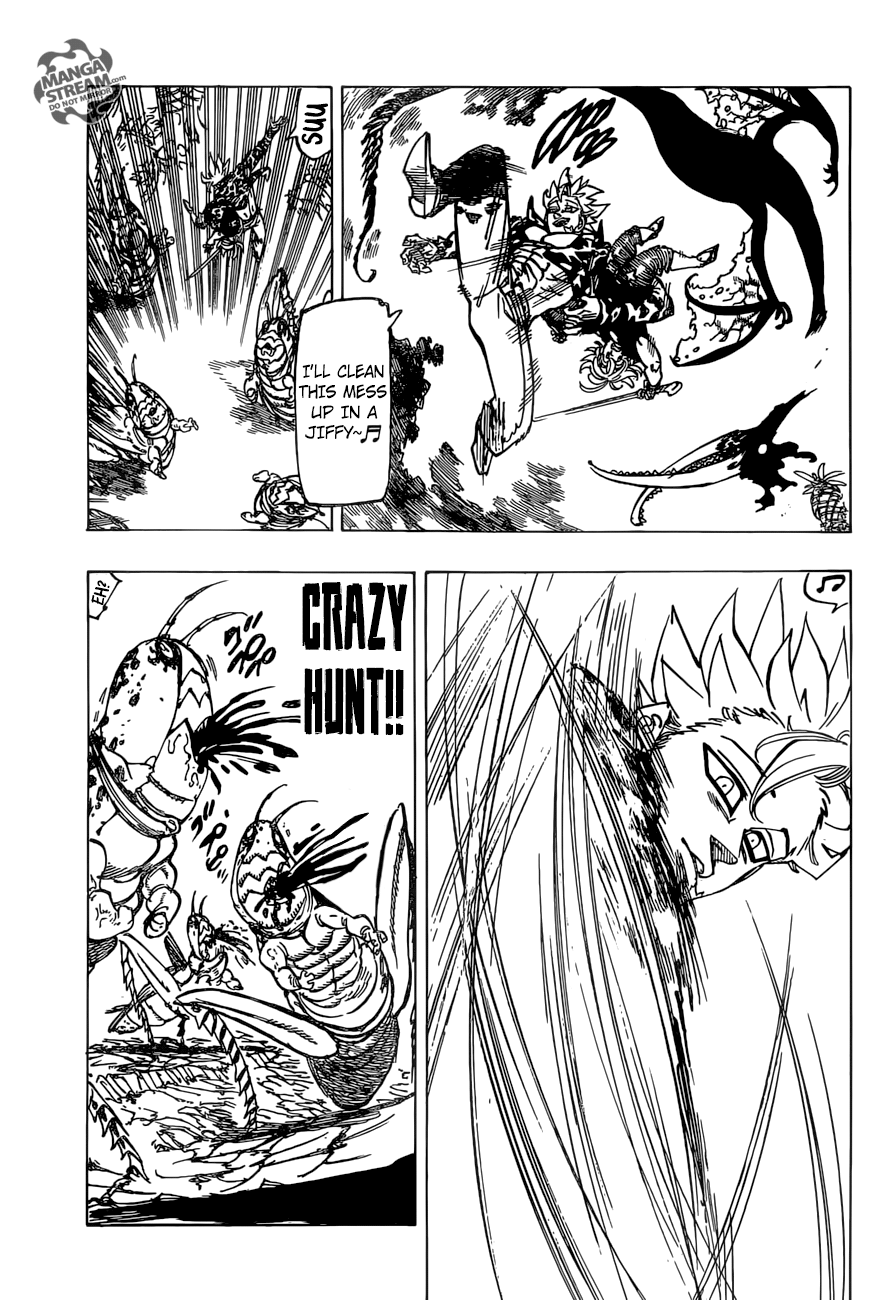 MANGA
STREAM.com
DO NOT MIRROR
SUU
I'LL CLEAN
THIS MESS
UP IN A
JIFFY~♬
♫
CRAZY
HUNT!!
EH?